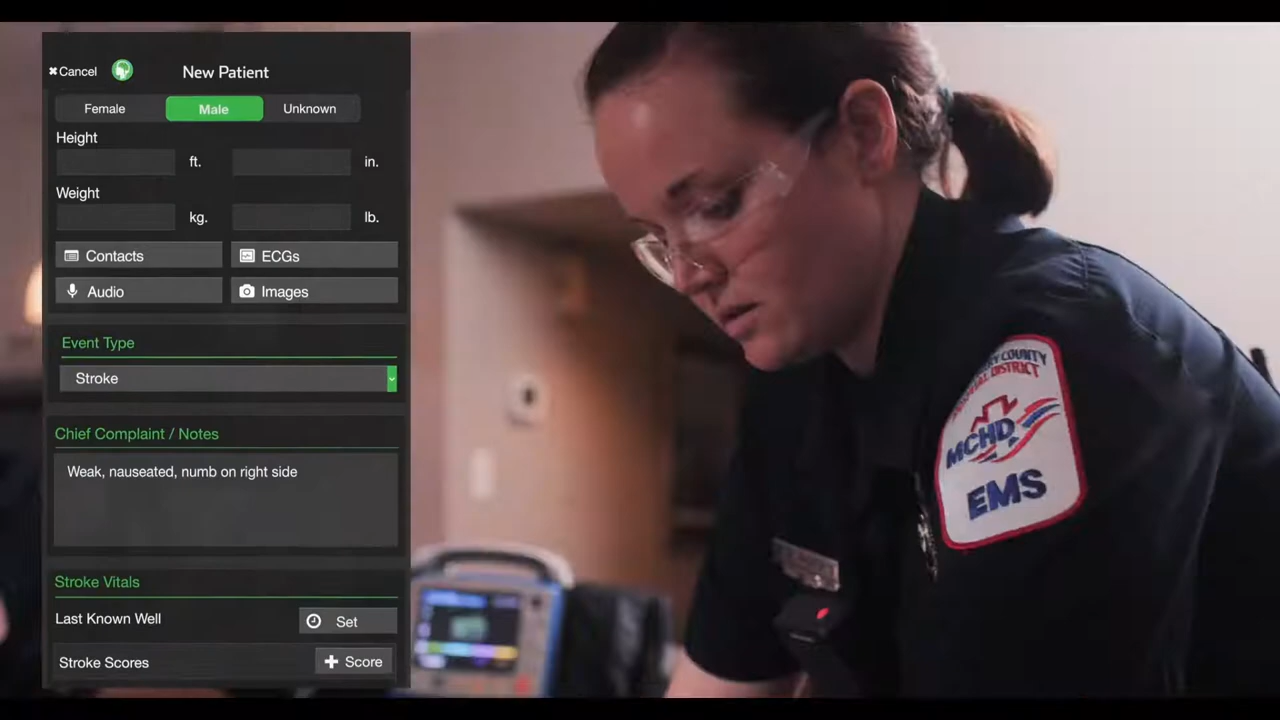 ✖Cancel
New Patient
Female Male Unknown
Height
ft. in.
Weight
kg. lb.
Contacts ECGs
Audio Images
Event Type
Stroke
Chief Complaint / Notes
Weak, nauseated, numb on right side
Stroke Vitals
Last Known Well Set
Stroke Scores + Score
COUNTY
DISTRICT
MCHD
EMS